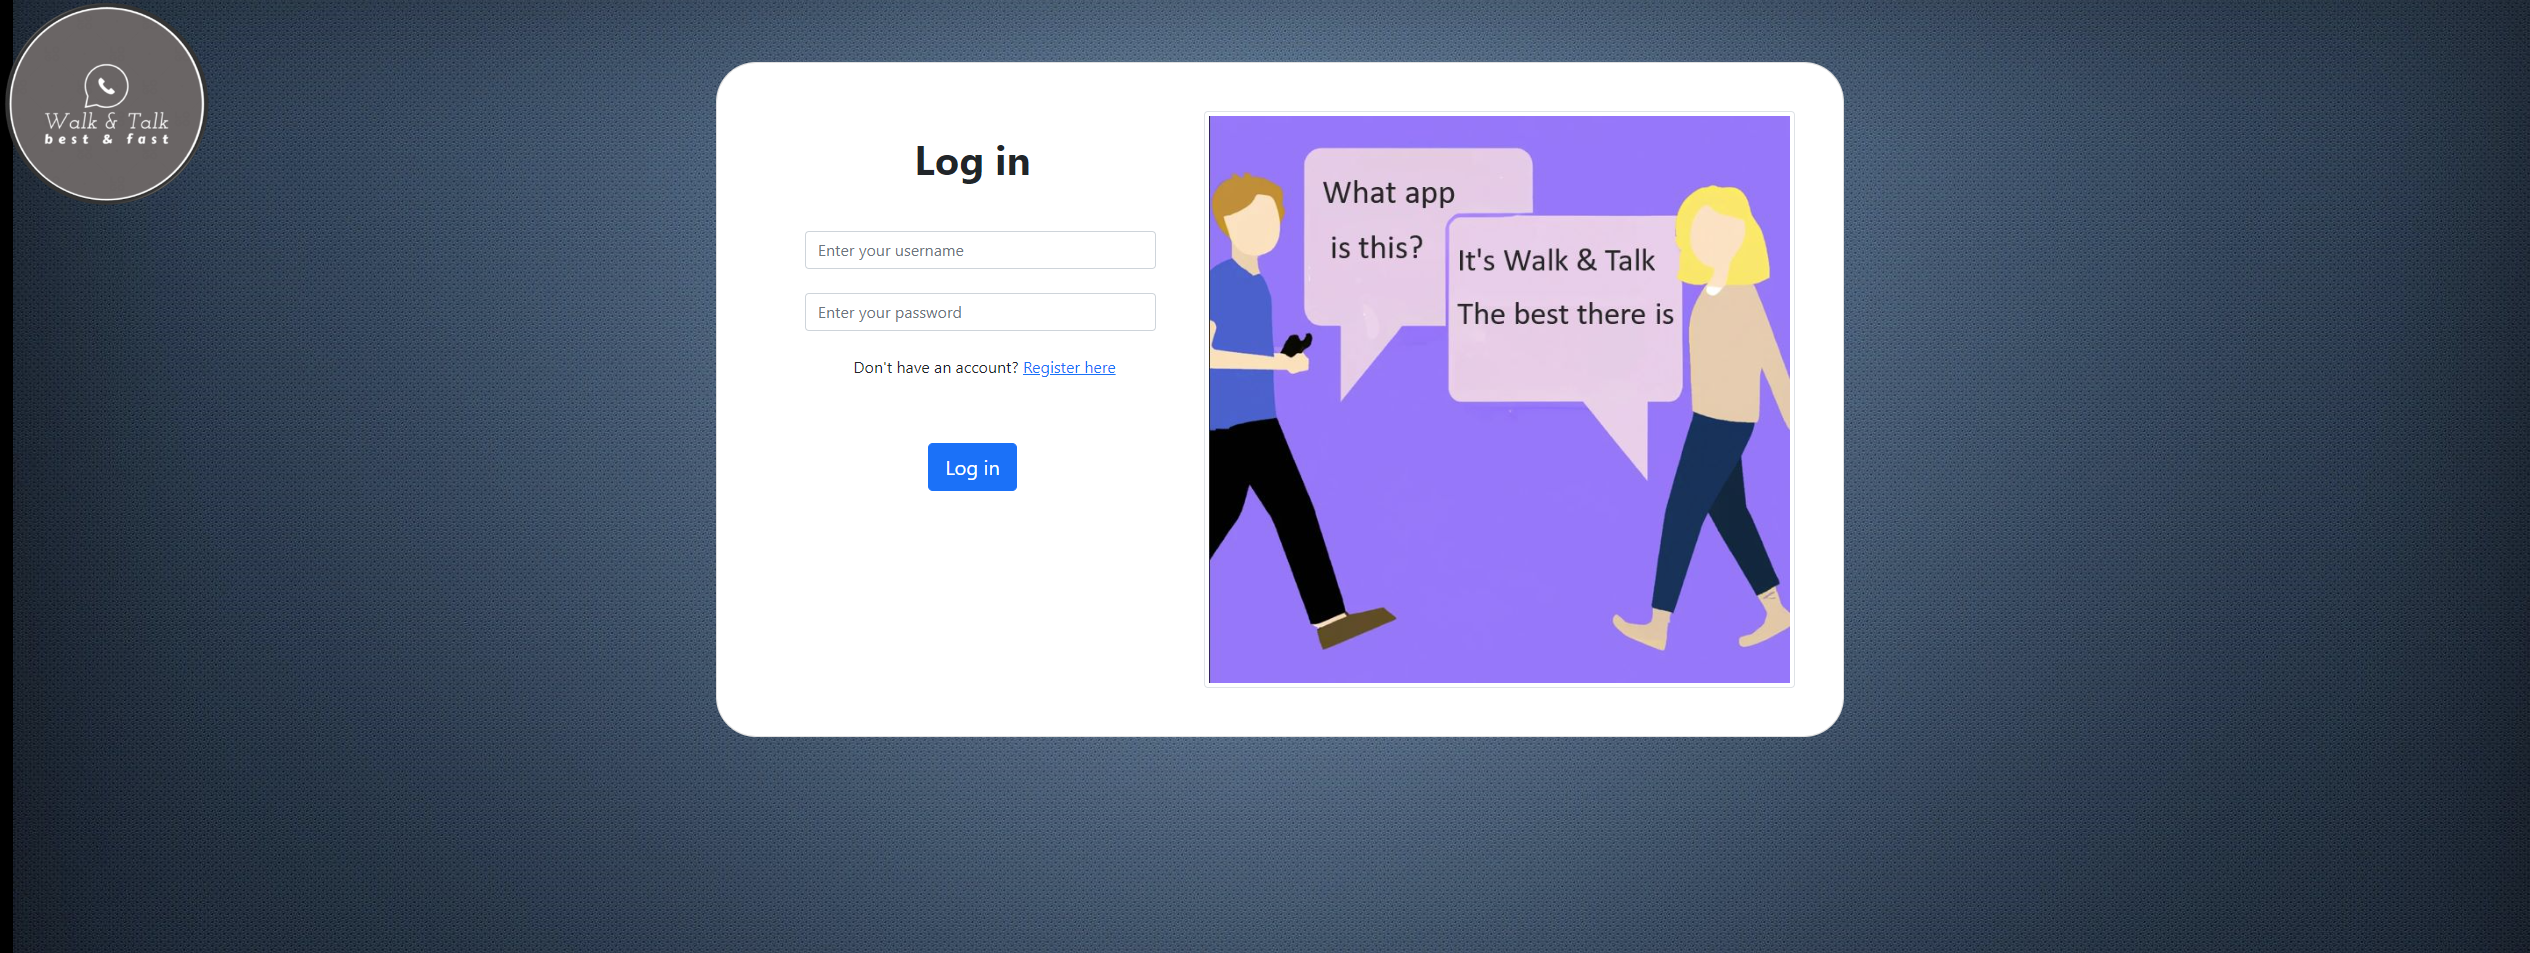 Walk & Talk
best & fast
Log in
Enter your username
Enter your password
Don't have an account? Register here
Log in
What app
is this?
It's Walk & Talk
The best there is